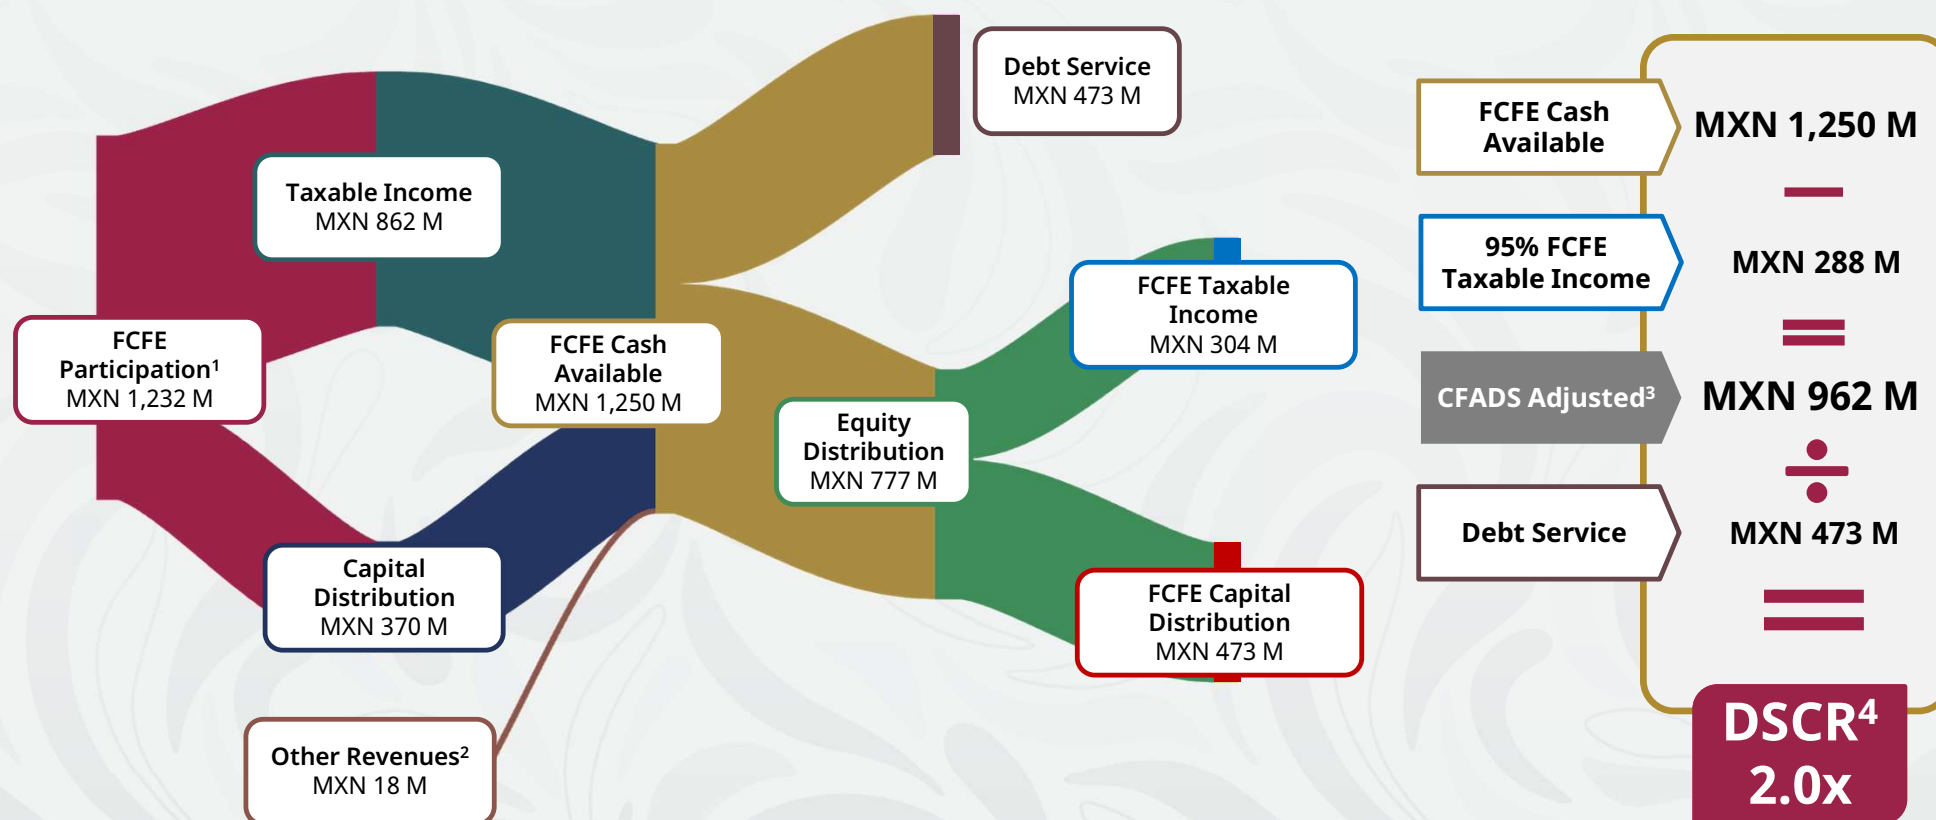 Debt Service
MXN 473 M
Taxable Income
MXN 862 M
FCFE
Participation¹
MXN 1,232 M
FCFE Cash
Available
MXN 1,250 M
Capital
Distribution
MXN 370 M
Other Revenues²
MXN 18 M
Equity
Distribution
MXN 777 M
FCFE Taxable
Income
MXN 304 M
FCFE Capital
Distribution
MXN 473 M
FCFE Cash
Available
MXN 1,250 M
—
95% FCFE
Taxable Income
MXN 288 M
=
CFADS Adjusted³
MXN 962 M
÷
Debt Service
MXN 473 M
=
DSCR⁴
2.0x